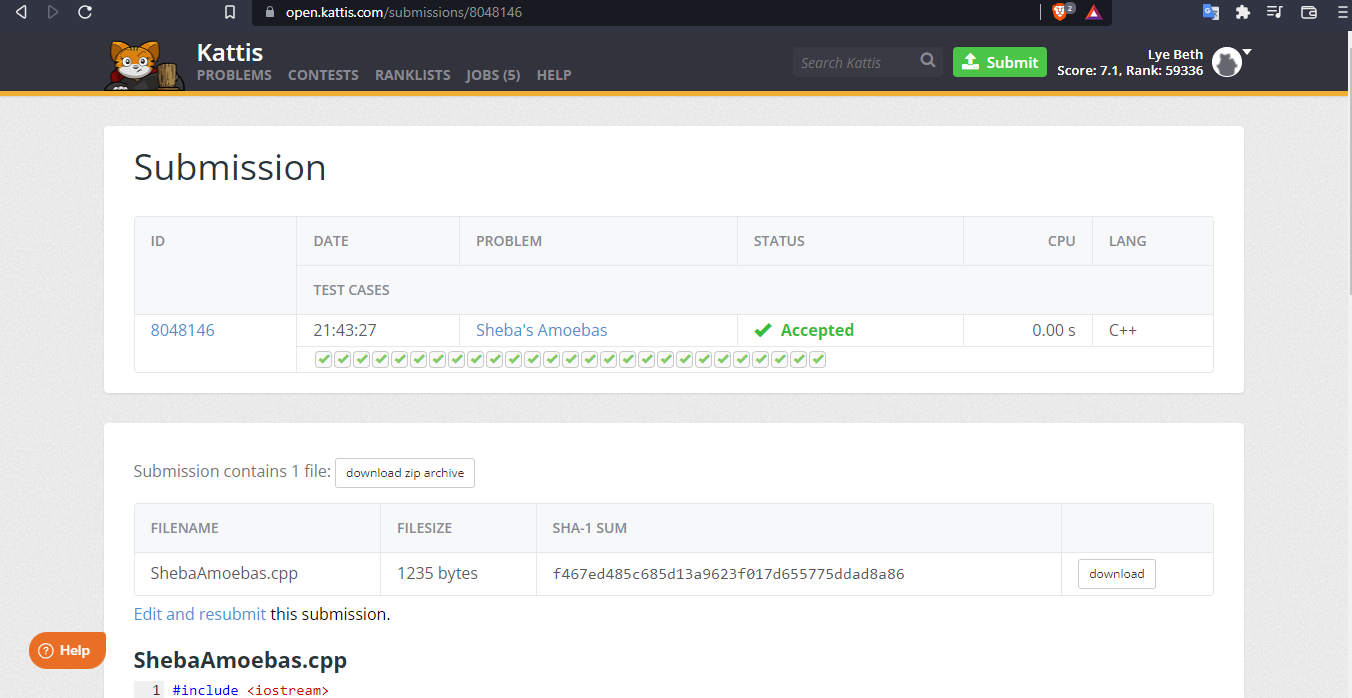 open.kattis.com/submissions/8048146
2
Kattis
PROBLEMS CONTESTS RANKLISTS JOBS (5) HELP
Search Kattis
Submit
Lye Beth
Score: 7.1, Rank: 59336
Submission
ID DATE PROBLEM STATUS CPU LANG
TEST CASES
8048146 21:43:27 Sheba's Amoebas Accepted 0.00 s C++
Submission contains 1 file: download zip archive
FILENAME FILESIZE SHA-1 SUM
ShebaAmoebas.cpp 1235 bytes f467ed485c685d13a9623f017d655775ddad8a86 download
Edit and resubmit this submission.
Help
ShebaAmoebas.cpp
1 #include <iostream>